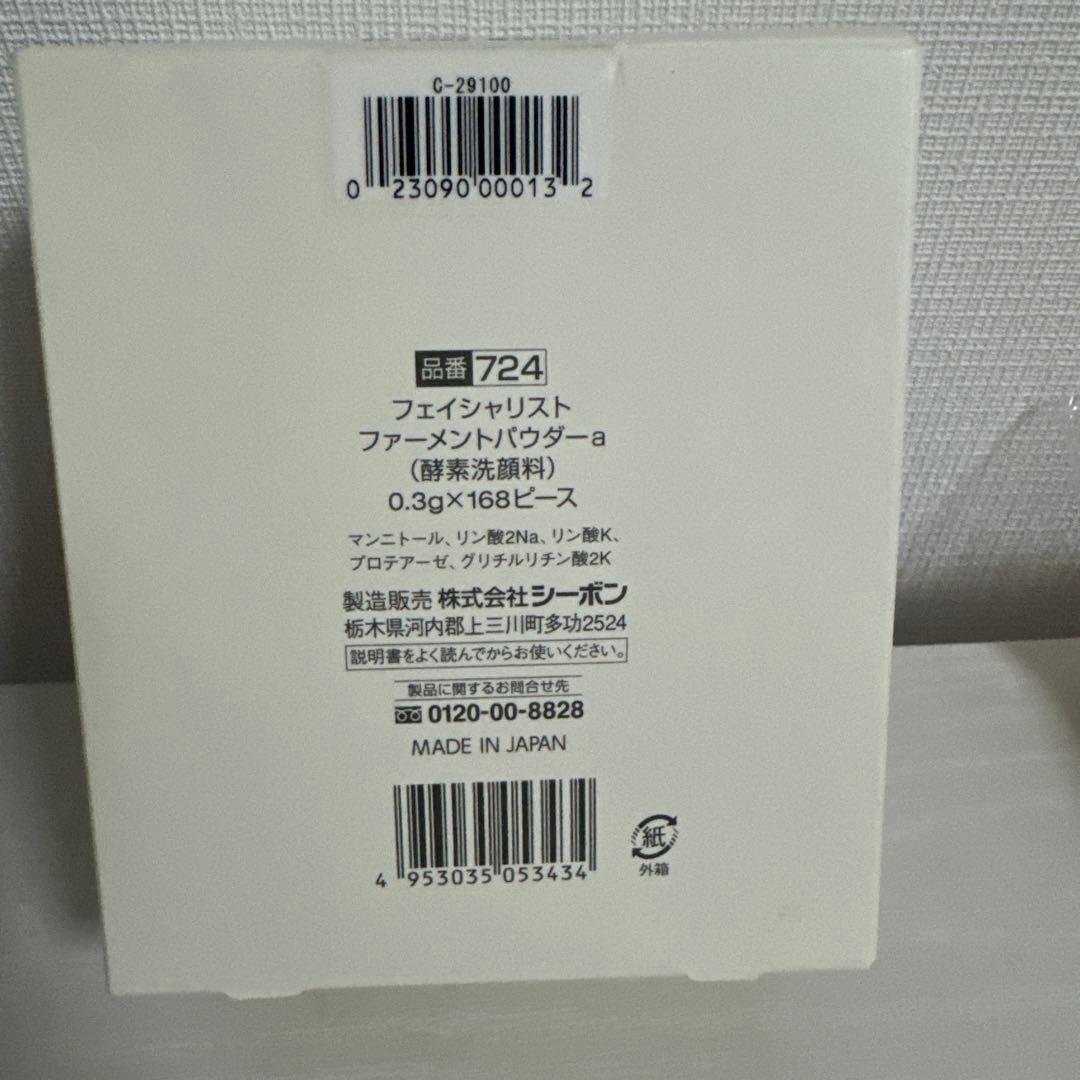 C-29100
0 23090 00013 2
品番 724
フェイシャリスト
ファーメントパウダーa
（酵素洗顔料）
0.3g×168ピース
マンニトール、リン酸2Na、リン酸K、
プロテアーゼ、グリチルリチン酸2K
製造販売 株式会社シーボン
栃木県河内郡上三川町多功2524
説明書をよく読んでからお使いください。
製品に関するお問合せ先
0120-00-8828
MADE IN JAPAN
4 953035 053434
紙
外箱